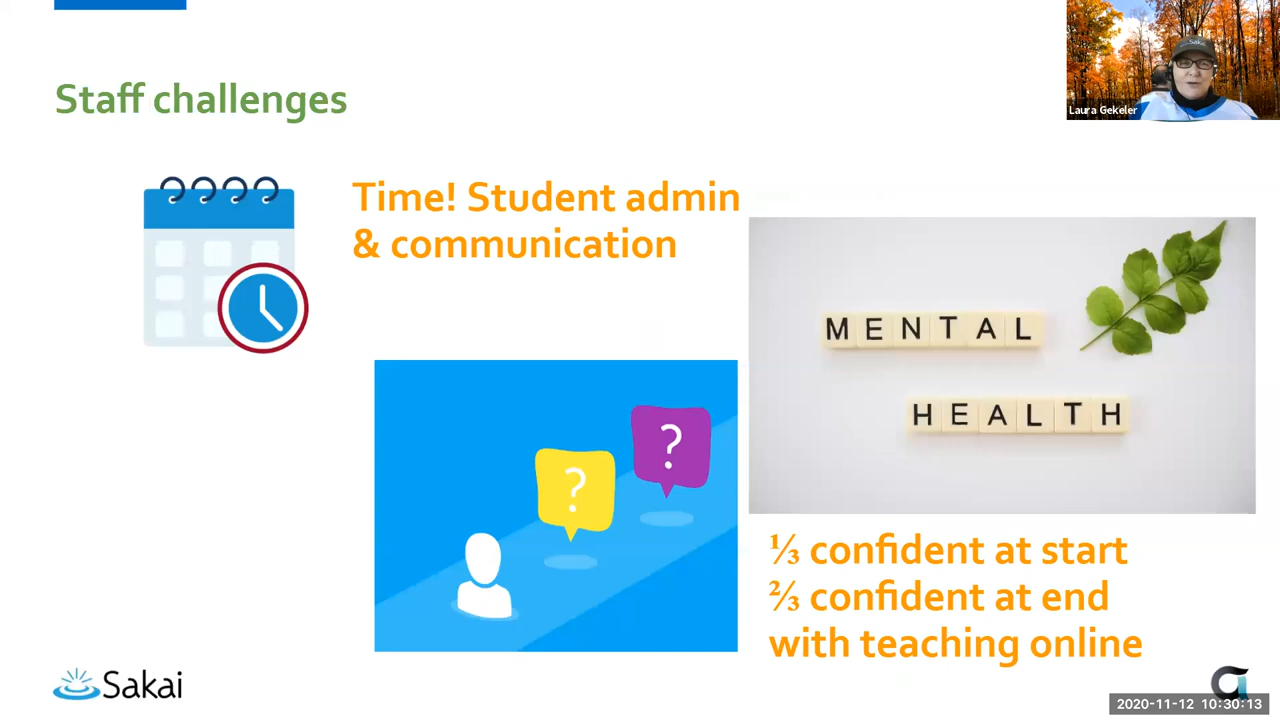 Laura Gekeler
Staff challenges
Time! Student admin
& communication
MENTAL
HEALTH
?
?
⅓ confident at start
⅔ confident at end
with teaching online
Sakai
2020-11-12 10:30:13